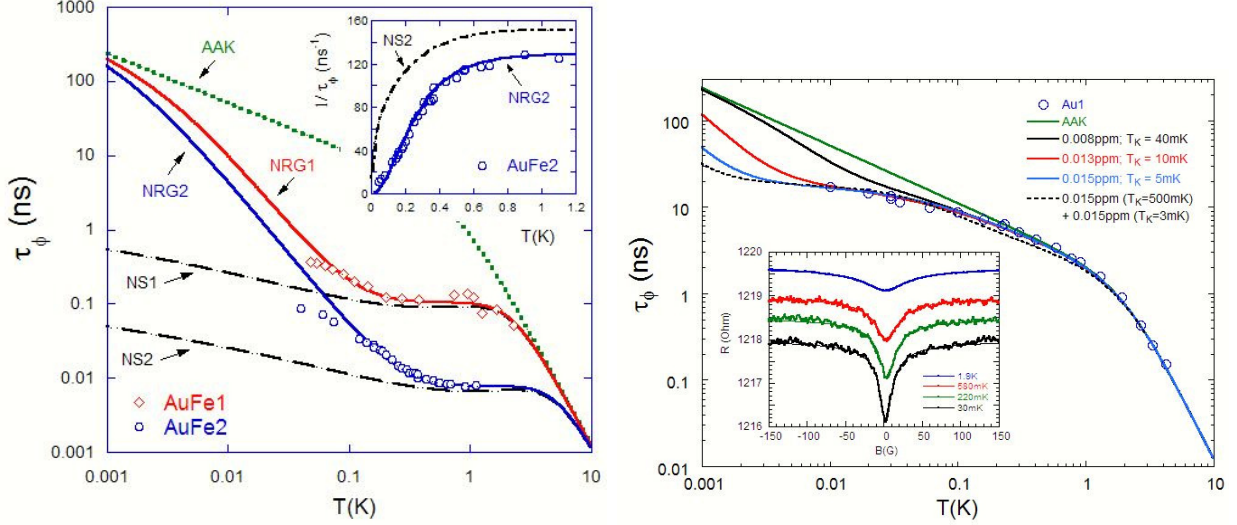 1000
100
10
1
0.1
0.01
0.001
0.001
0.01
0.1
1
10
T(K)
τϕ (ns)
AAK
NRG1
NRG2
NS1
NS2
AuFe1
AuFe2
160
120
80
40
0
0 0.2 0.4 0.6 0.8 1 1.2
T(K)
1/τϕ (ns⁻¹)
NS2
NRG2
AuFe2
100
10
1
0.1
0.01
0.001
0.01
0.1
1
10
T(K)
τϕ (ns)
Au1
AAK
0.008ppm; TK = 40mK
0.013ppm; TK = 10mK
0.015ppm; TK = 5mK
0.015ppm (TK=500mK)
+ 0.015ppm (TK=3mK)
1220
1219
1218
1217
1216
-150 -100 -50 0 50 100 150
B(G)
R (Ohm)
1.9K
580mK
220mK
30mK